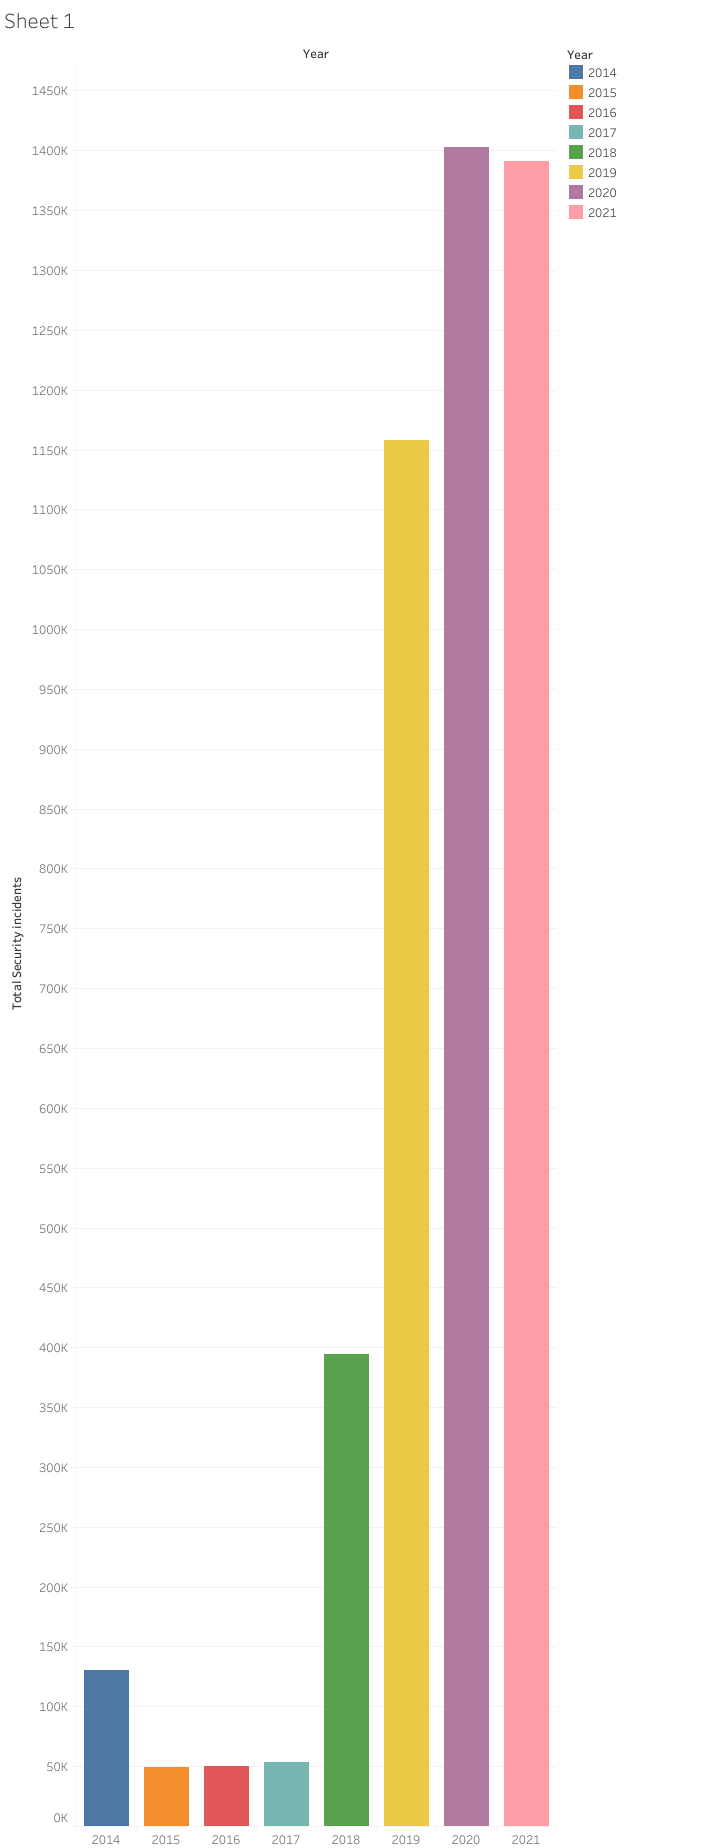 Sheet 1
Year
Year
2014
2015
2016
2017
2018
2019
2020
2021
1450K
1400K
1350K
1300K
1250K
1200K
1150K
1100K
1050K
1000K
950K
900K
850K
800K
750K
700K
650K
600K
550K
500K
450K
400K
350K
300K
250K
200K
150K
100K
50K
0K
Total Security incidents
2014 2015 2016 2017 2018 2019 2020 2021